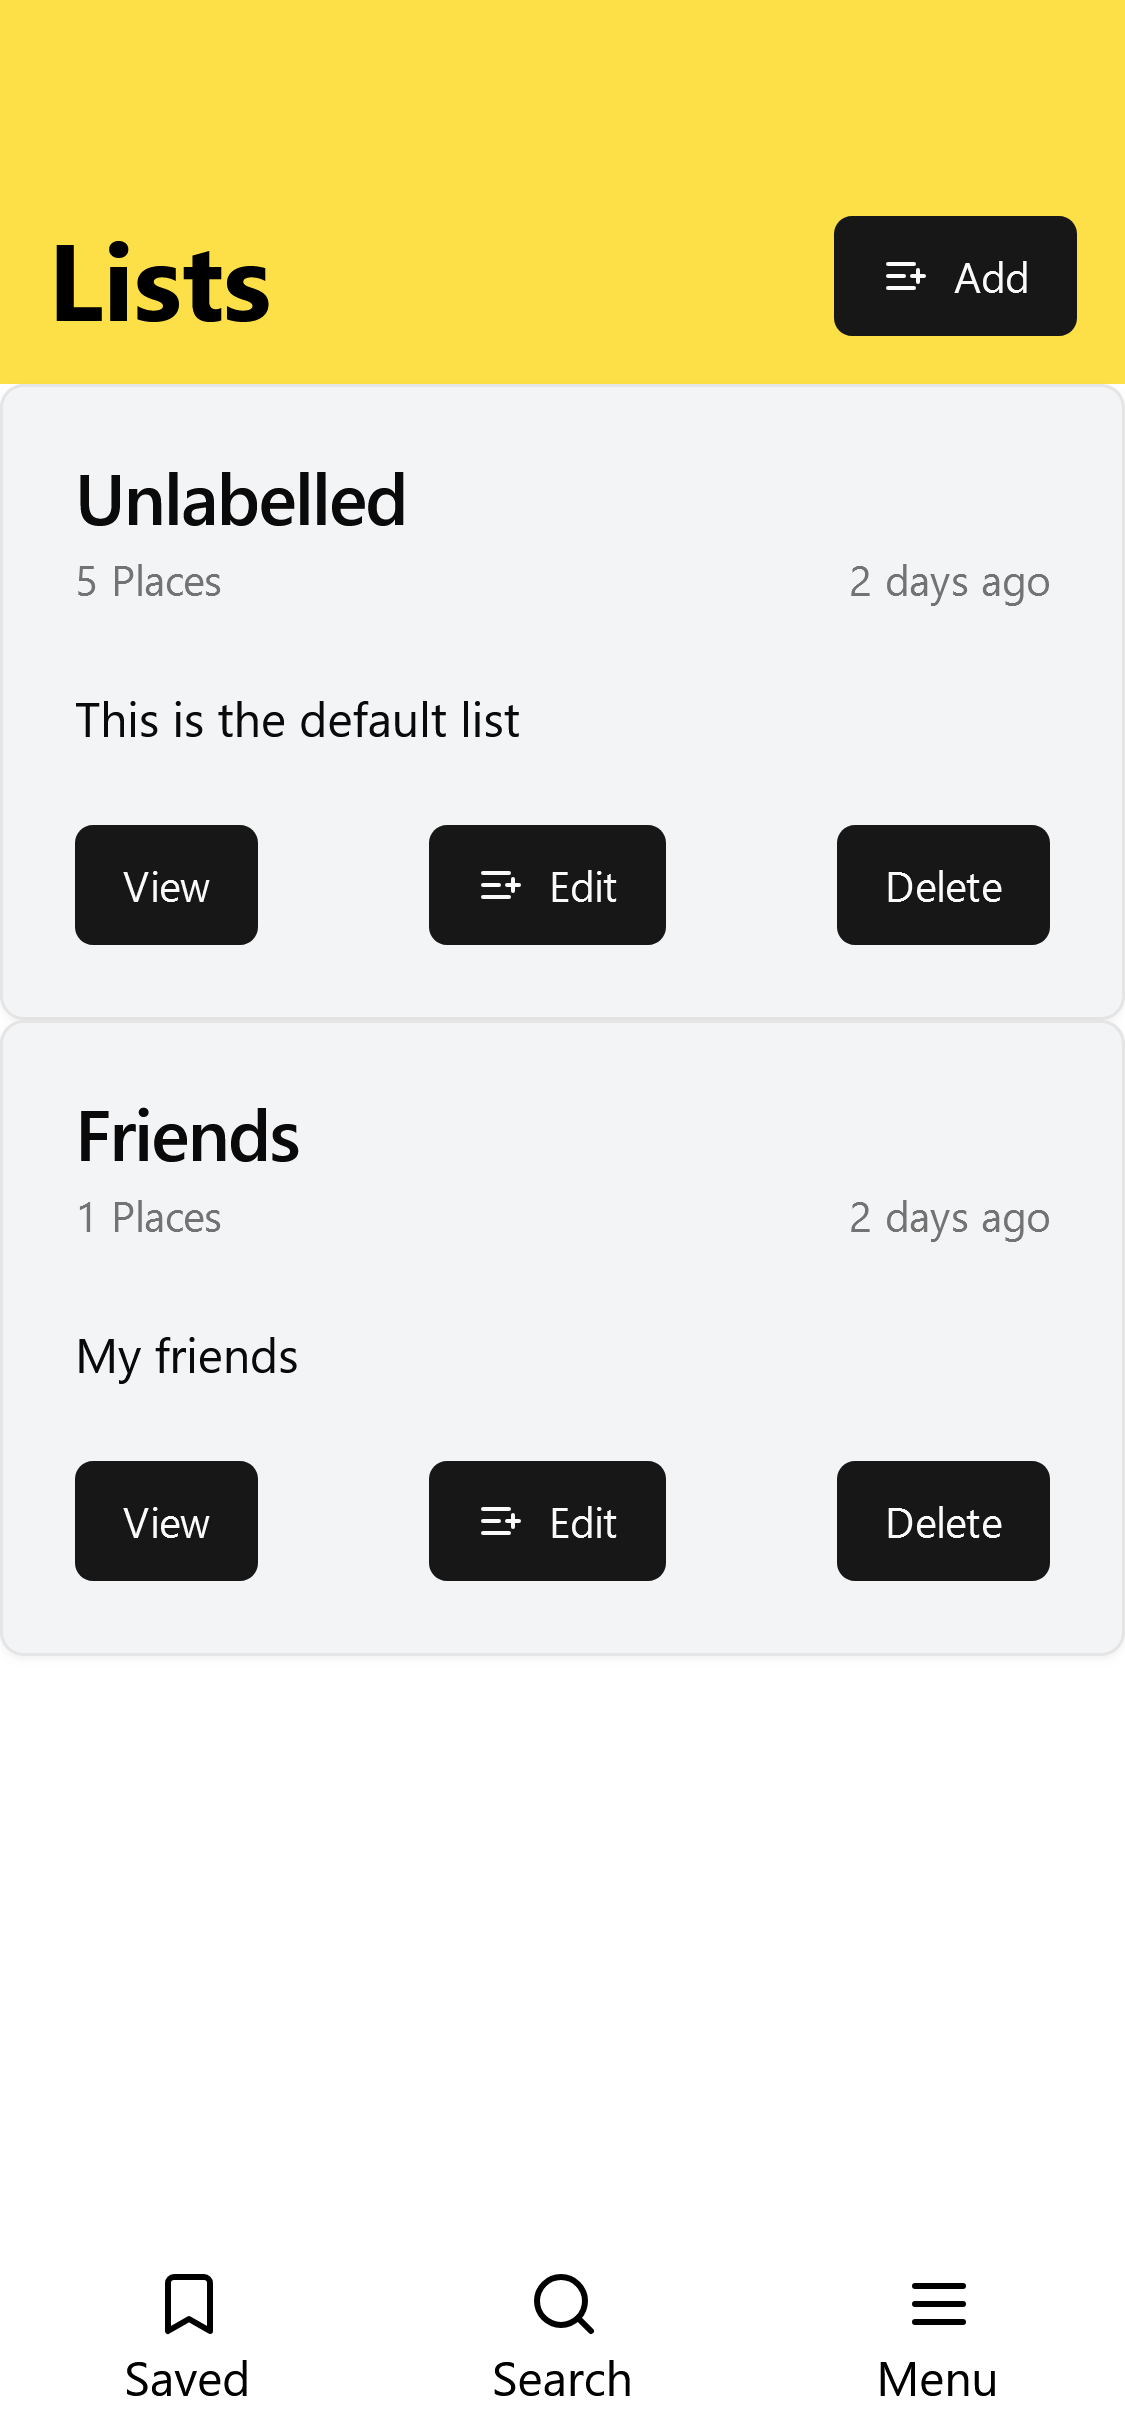 Lists
Add
Unlabelled
5 Places
2 days ago
This is the default list
View
Edit
Delete
Friends
1 Places
2 days ago
My friends
View
Edit
Delete
Saved
Search
Menu